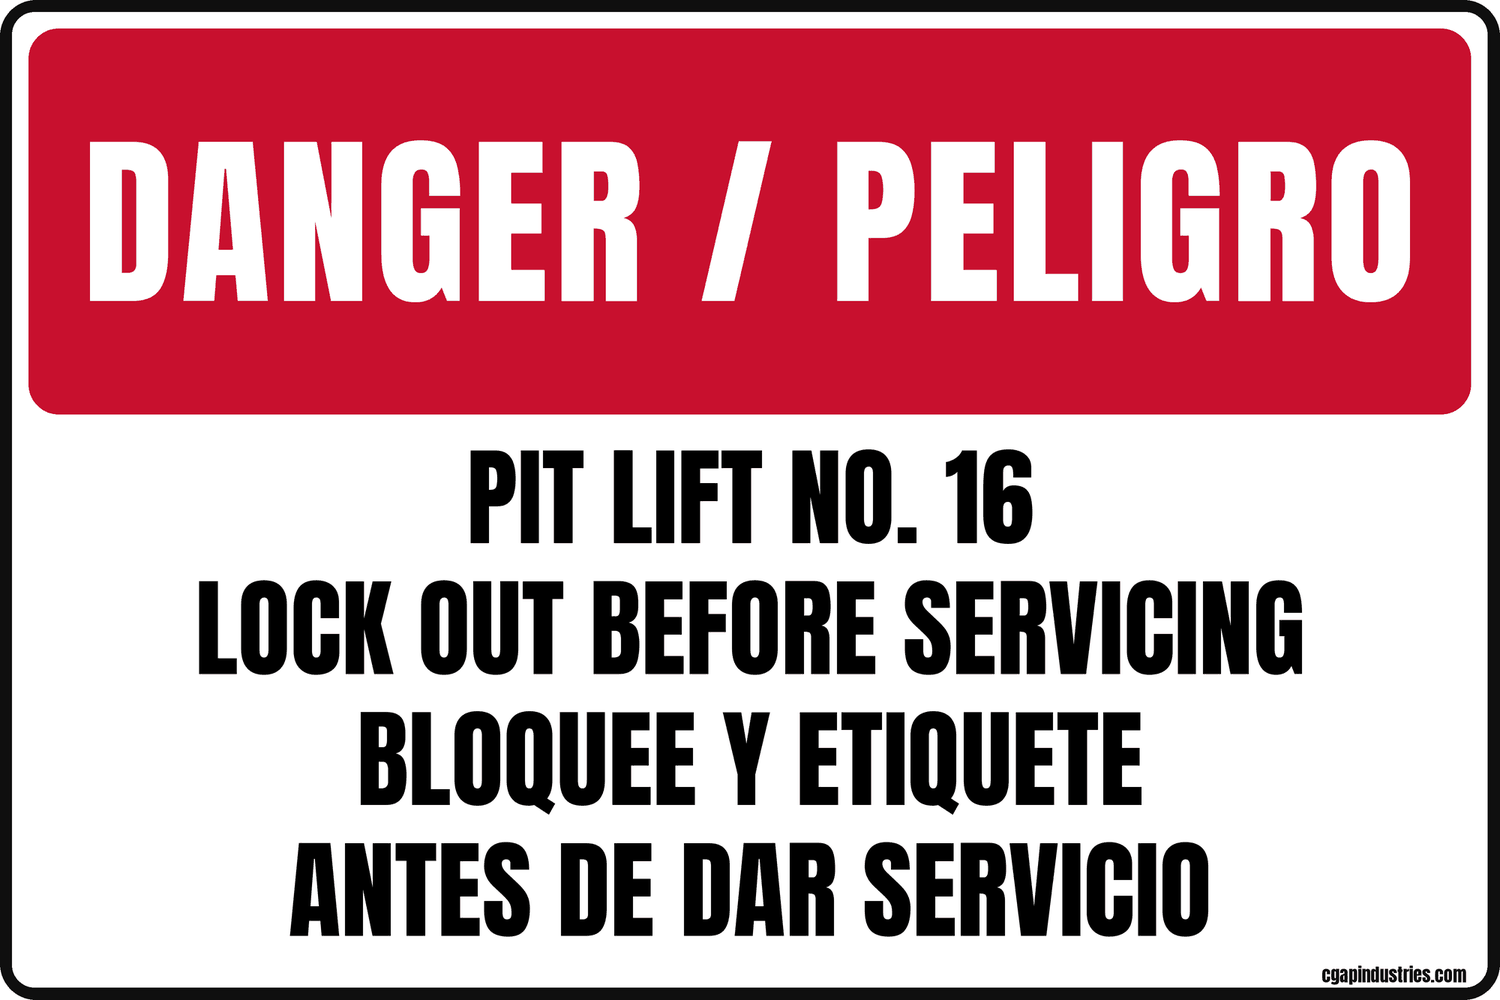 DANGER / PELIGRO
PIT LIFT NO. 16
LOCK OUT BEFORE SERVICING
BLOQUEE Y ETIQUETE
ANTES DE DAR SERVICIO
cgapindustries.com